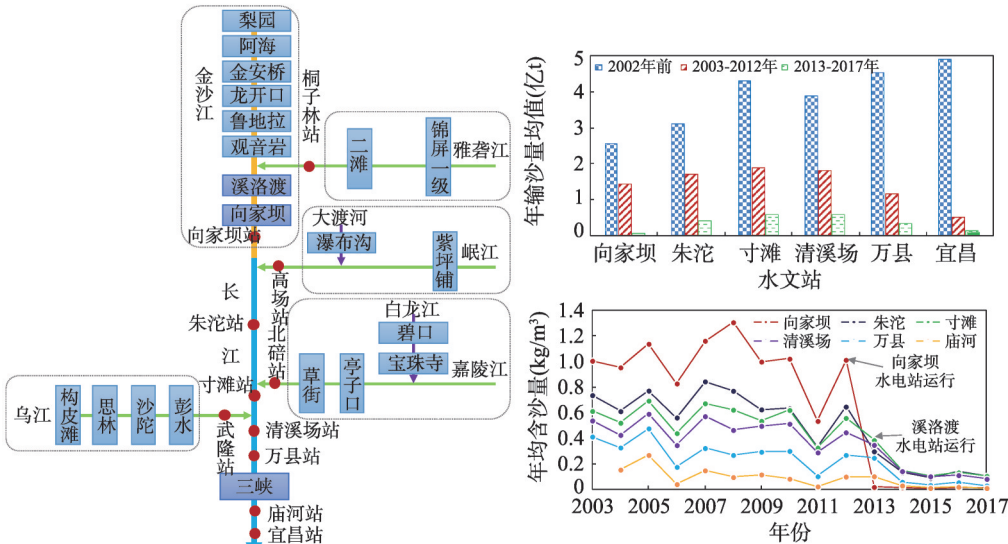 梨园
阿海
金安桥
龙开口
鲁地拉
观音岩
溪洛渡
向家坝
向家坝站
金沙江
桐子林站
二滩
锦屏一级
雅砻江
大渡河
瀑布沟
紫坪铺
岷江
高场站
长江
朱沱站
寸滩站
北碚站
白龙江
碧口
宝珠寺
草街
亭子口
嘉陵江
乌江
构皮滩
思林
沙陀
彭水
武隆站
清溪场站
万县站
三峡
庙河站
宜昌站
年输沙量均值(亿t)
2002年前 2003-2012年 2013-2017年
5
4
3
2
1
0
向家坝 朱沱 寸滩 清溪场 万县 宜昌
水文站
年均含沙量(kg/m³)
1.4
1.2
1.0
0.8
0.6
0.4
0.2
0
向家坝 朱沱 寸滩
清溪场 万县 庙河
向家坝
水电站运行
溪洛渡
水电站运行
2003 2005 2007 2009 2011 2013 2015 2017
年份